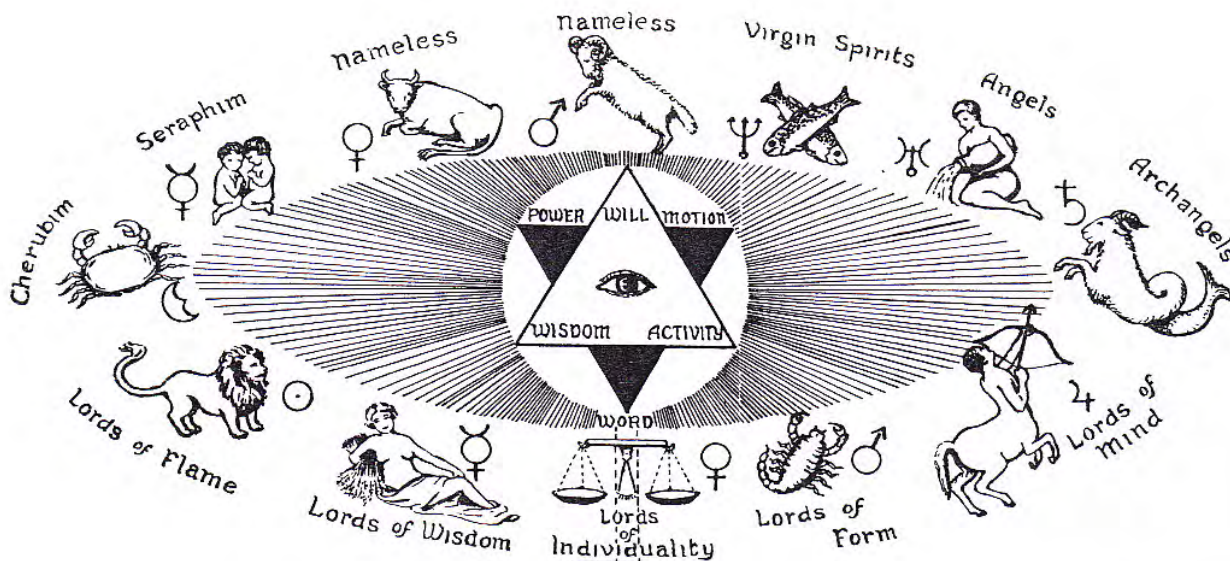 nameless
nameless
Virgin Spirits
Angels
Archangels
Seraphim
Cherubim
POWER WILL MOTION
WISDOM ACTIVITY
WORD
Lords of Flame
Lords of Wisdom
Lords
of
Individuality
Lords of
Form
Lords of
Mind